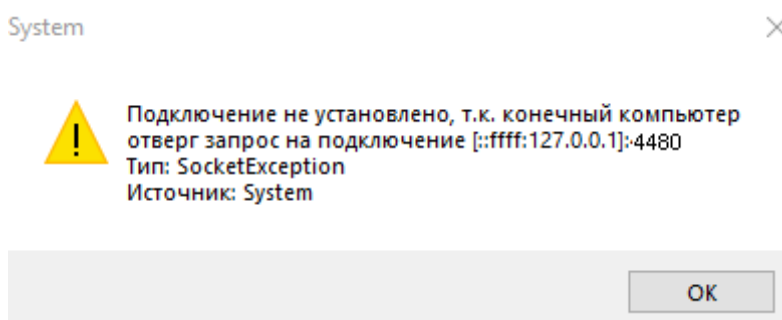 System
Подключение не установлено, т.к. конечный компьютер
отверг запрос на подключение [::ffff:127.0.0.1]:4480
Тип: SocketException
Источник: System
ОК